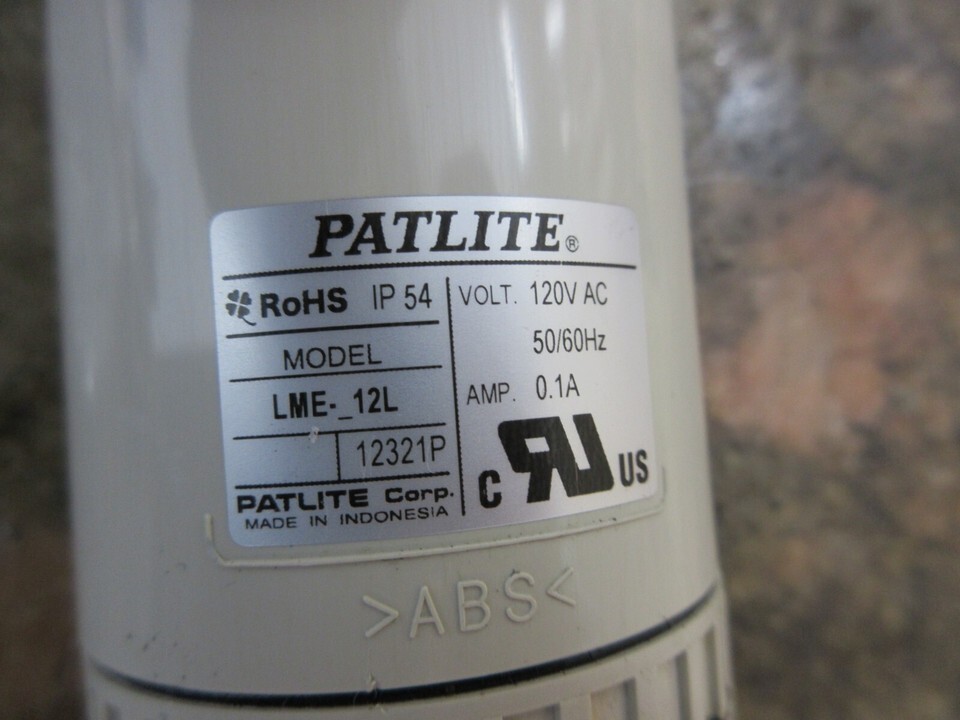 PATLITE®
RoHS IP 54
MODEL
LME-_12L
12321P
PATLITE Corp.
MADE IN INDONESIA
VOLT. 120V AC
50/60Hz
AMP. 0.1A
C RU US
>ABS<